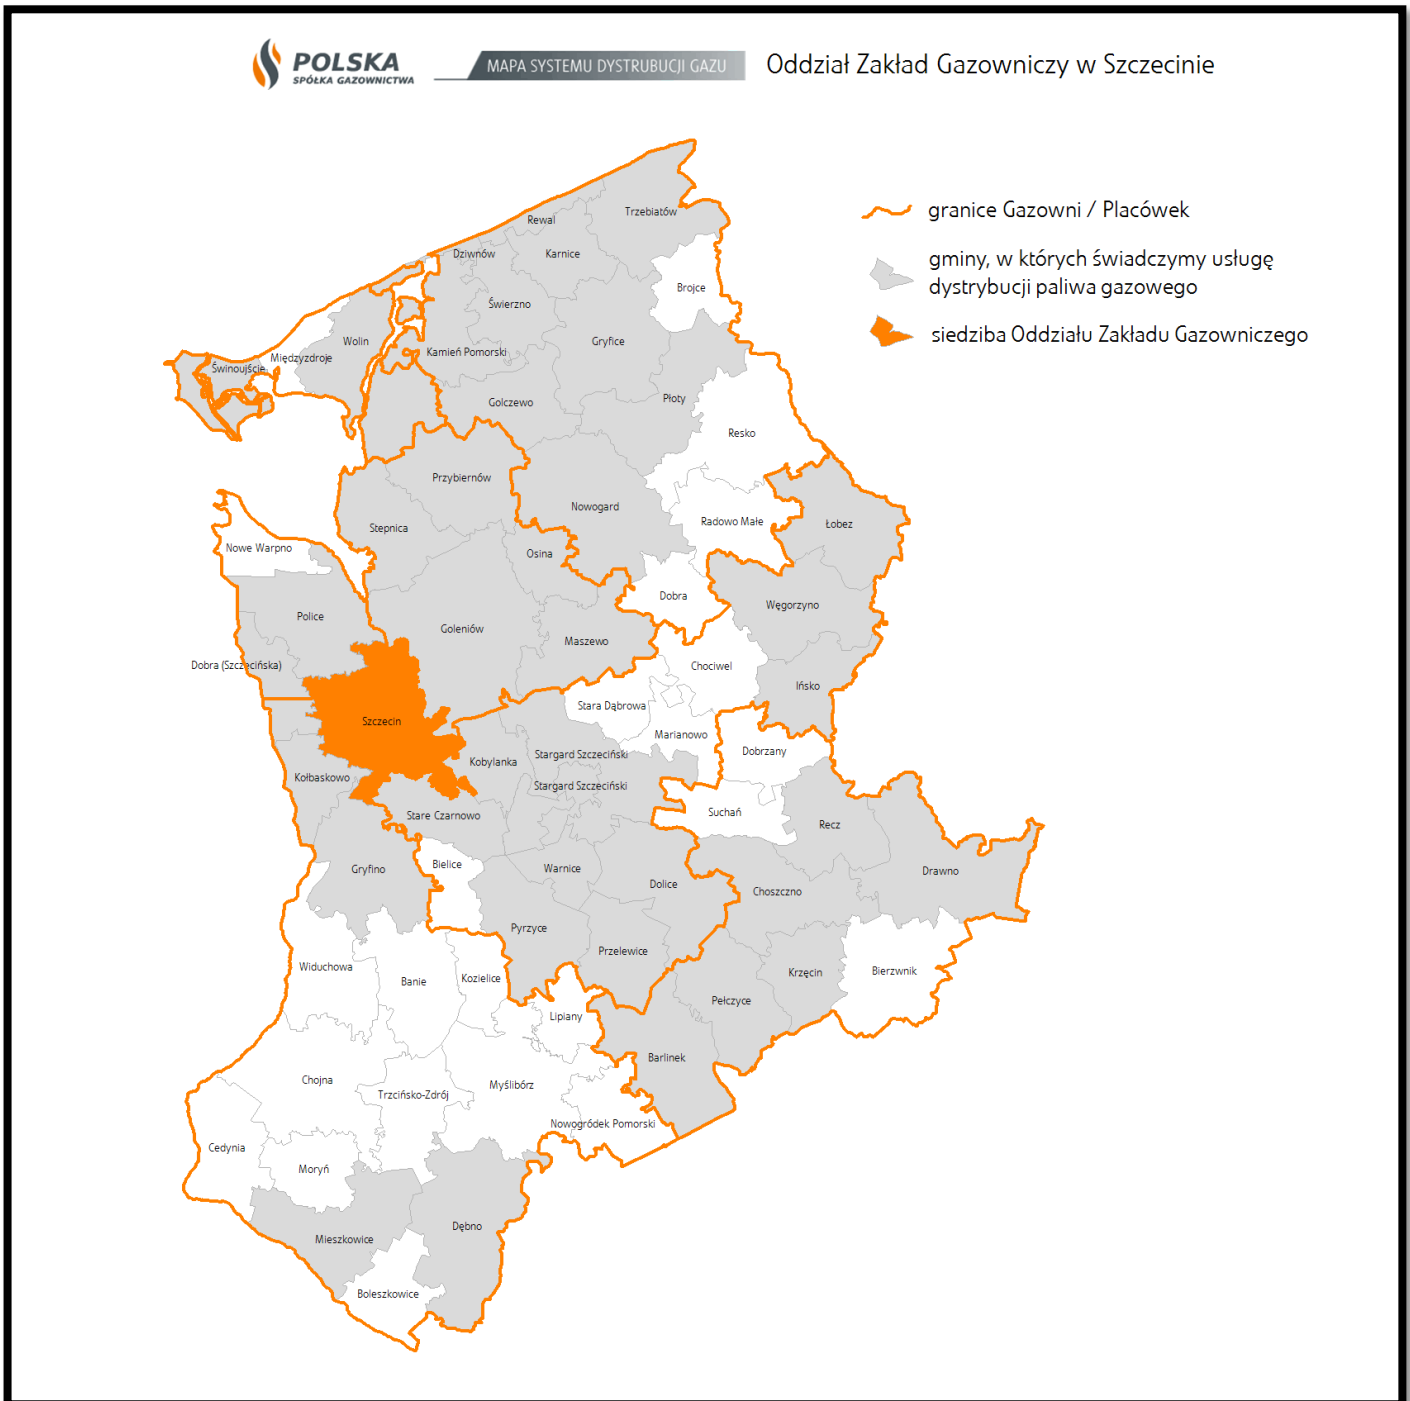 POLSKA
SPÓŁKA GAZOWNICTWA
MAPA SYSTEMU DYSTRUBUCJI GAZU
Oddział Zakład Gazowniczy w Szczecinie
granice Gazowni / Placówek
gminy, w których świadczymy usługę
dystrybucji paliwa gazowego
siedziba Oddziału Zakładu Gazowniczego
Trzebiatów
Rewal
Dziwnów
Karnice
Brojce
Świerzno
Wolin
Gryfice
Kamień Pomorski
Międzyzdroje
Świnoujście
Płoty
Golczewo
Resko
Przybiernów
Nowogard
Radowo Małe
Łobez
Stepnica
Nowe Warpno
Osina
Dobra
Węgorzyno
Police
Goleniów
Maszewo
Dobra (Szczecińska)
Chociwel
Ińsko
Stara Dąbrowa
Szczecin
Marianowo
Dobrzany
Stargard Szczeciński
Kobylanka
Kołbaskowo
Stargard Szczeciński
Stare Czarnowo
Suchań
Recz
Bielice
Gryfino
Warnice
Drawno
Dolice
Choszczno
Pyrzyce
Przelewice
Widuchowa
Banie
Kozielice
Krzęcin
Bierzwnik
Pełczyce
Lipiany
Barlinek
Chojna
Myślibórz
Trzcińsko-Zdrój
Nowogródek Pomorski
Cedynia
Moryń
Dębno
Mieszkowice
Boleszkowice